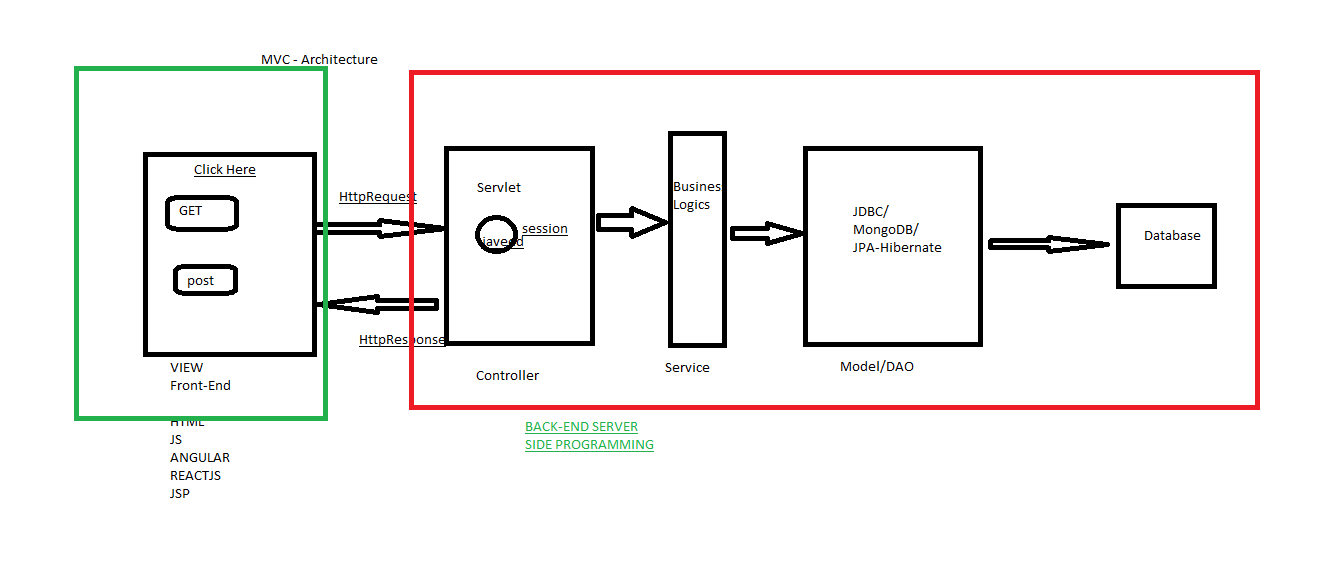 MVC - Architecture
Click Here
GET
post
HttpRequest
HttpResponse
VIEW
Front-End
HTML
JS
ANGULAR
REACTJS
JSP
Servlet
session
javeed
Controller
Busines
Logics
Service
JDBC/
MongoDB/
JPA-Hibernate
Model/DAO
Database
BACK-END SERVER
SIDE PROGRAMMING